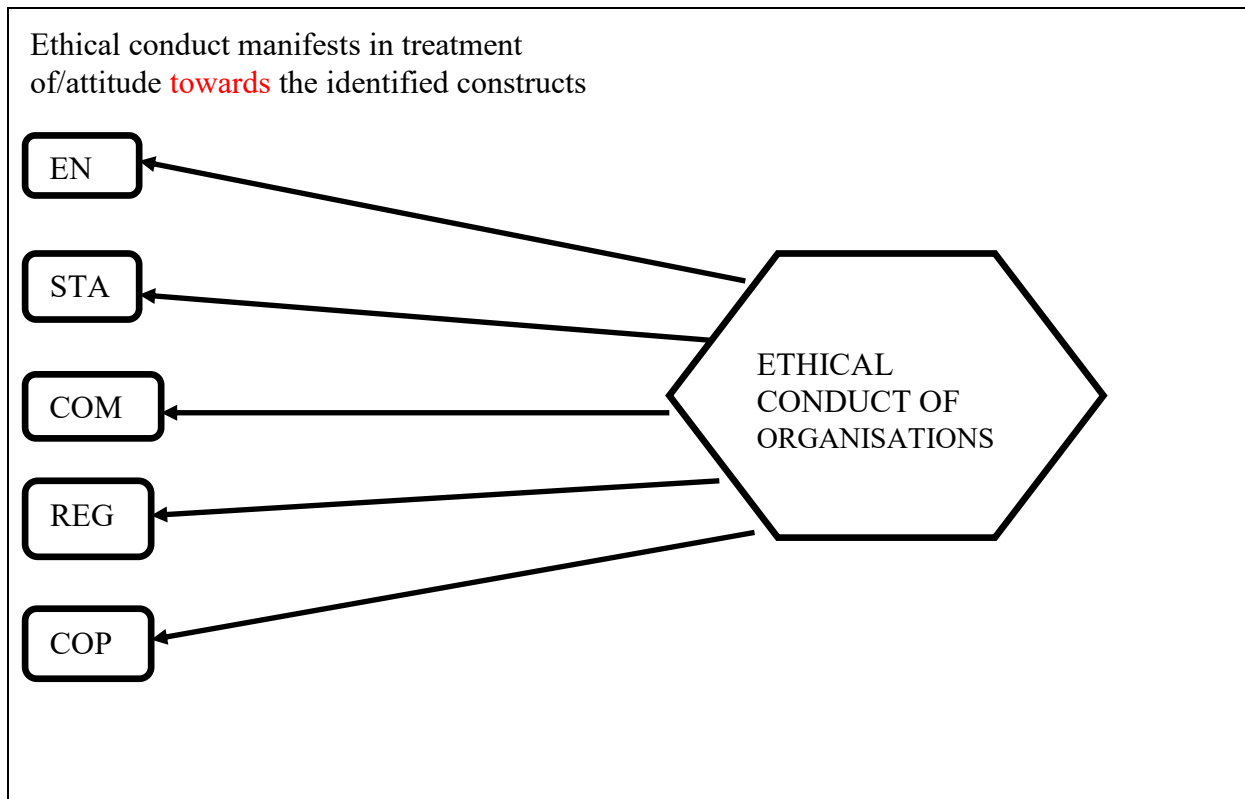 Ethical conduct manifests in treatment
of/attitude towards the identified constructs
EN
STA
COM
REG
COP
ETHICAL
CONDUCT OF
ORGANISATIONS